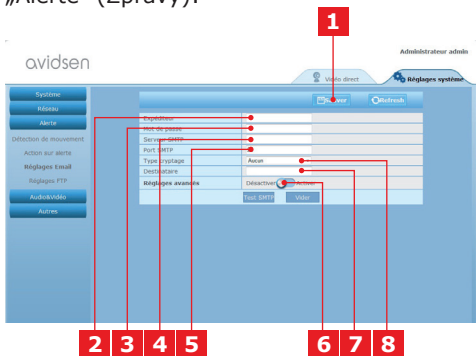 „Alerte“ (Zprávy).
1
Administrateur admin
avidsen
Vidéo direct
Réglages système
Système
Refresh
Réseau
Alerte
Expéditeur
Mot de passe
Détection de mouvement
Serveur SMTP
Port SMTP
Action sur alerte
Type cryptage Aucun
Réglages Email
Destinataire
Réglages FTP
Réglages avancés Désactiver Activer
Audio&Vidéo
Test SMTP Vider
Autres
2 3 4 5 6 7 8